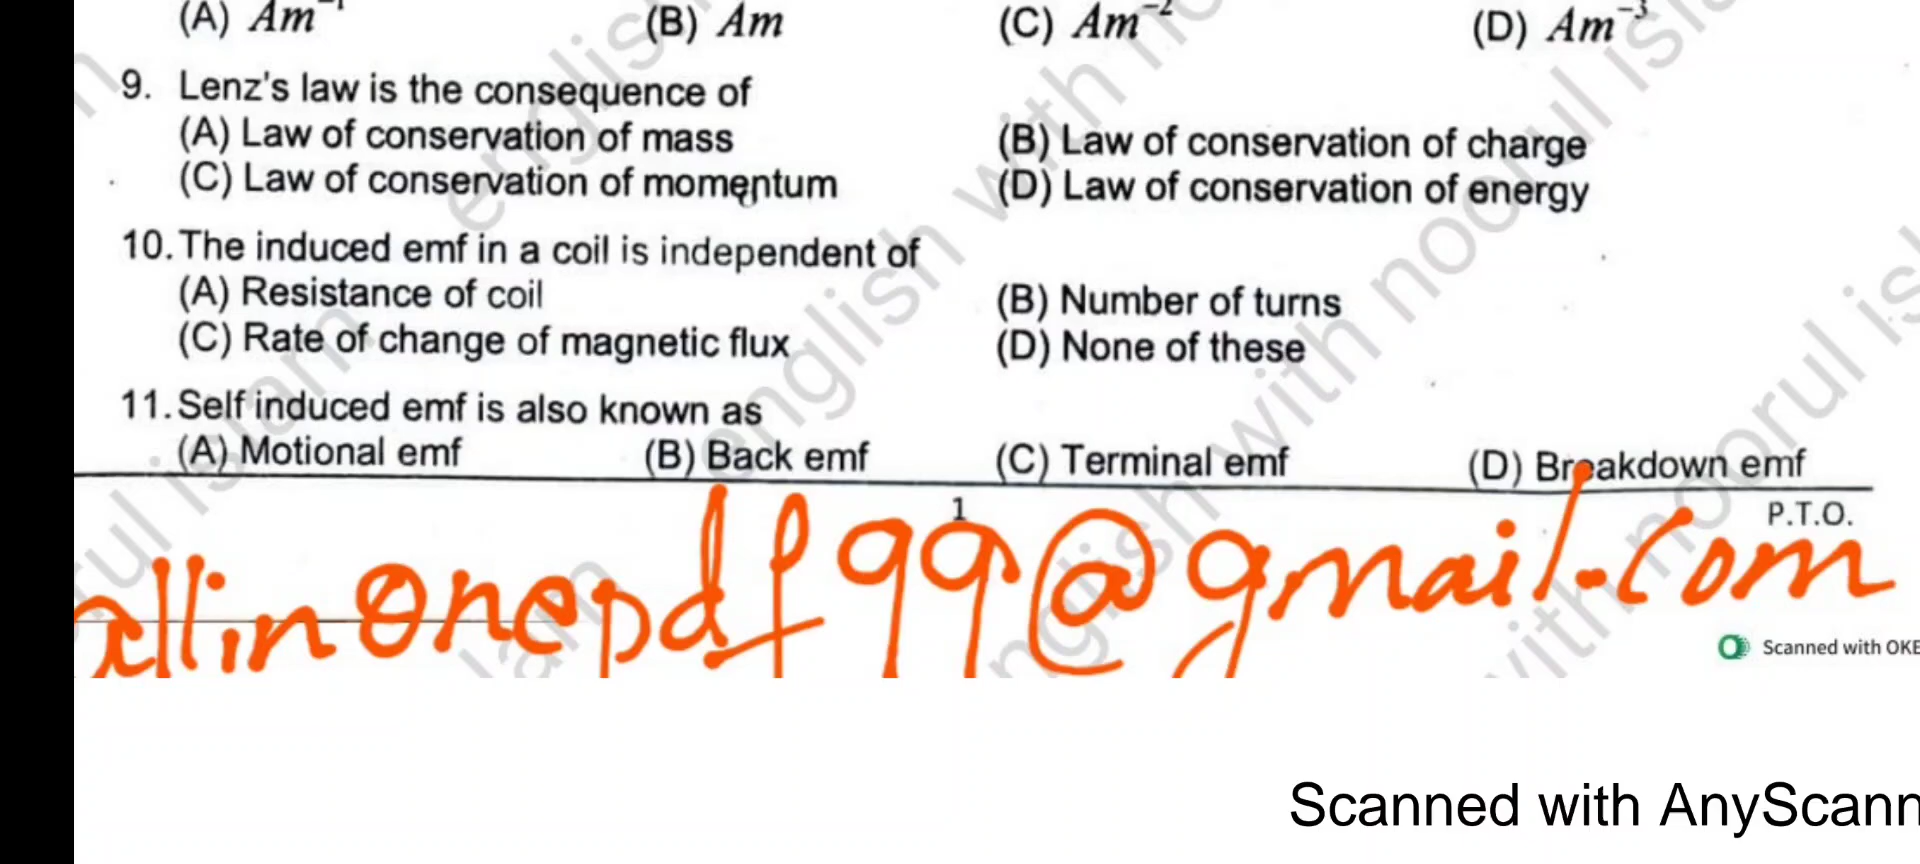 (A) Am⁻¹ (B) Am (C) Am⁻² (D) Am⁻³
9. Lenz's law is the consequence of
(A) Law of conservation of mass (B) Law of conservation of charge
(C) Law of conservation of momentum (D) Law of conservation of energy
10. The induced emf in a coil is independent of
(A) Resistance of coil (B) Number of turns
(C) Rate of change of magnetic flux (D) None of these
11. Self induced emf is also known as
(A) Motional emf (B) Back emf (C) Terminal emf (D) Breakdown emf
1
P.T.O.
allinonepdf99@gmail.com
Scanned with OKE
Scanned with AnyScann
english with noorul islam